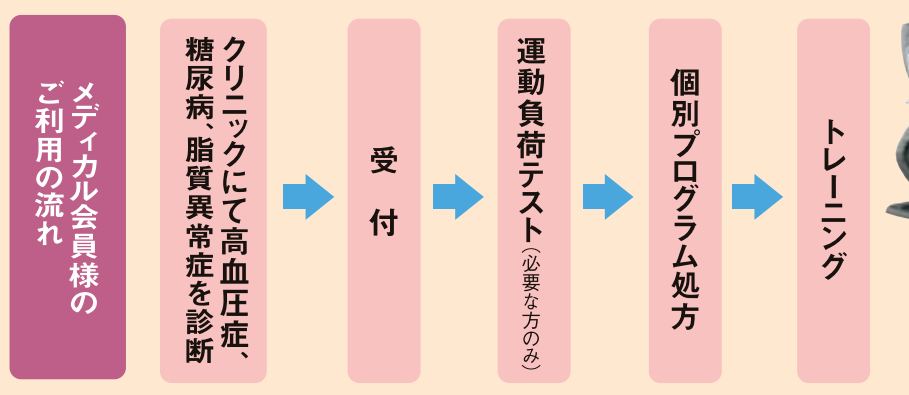 メディカル会員様の
ご利用の流れ
クリニックにて高血圧症、
糖尿病、脂質異常症を診断
受付
運動負荷テスト(必要な方のみ)
個別プログラム処方
トレーニング